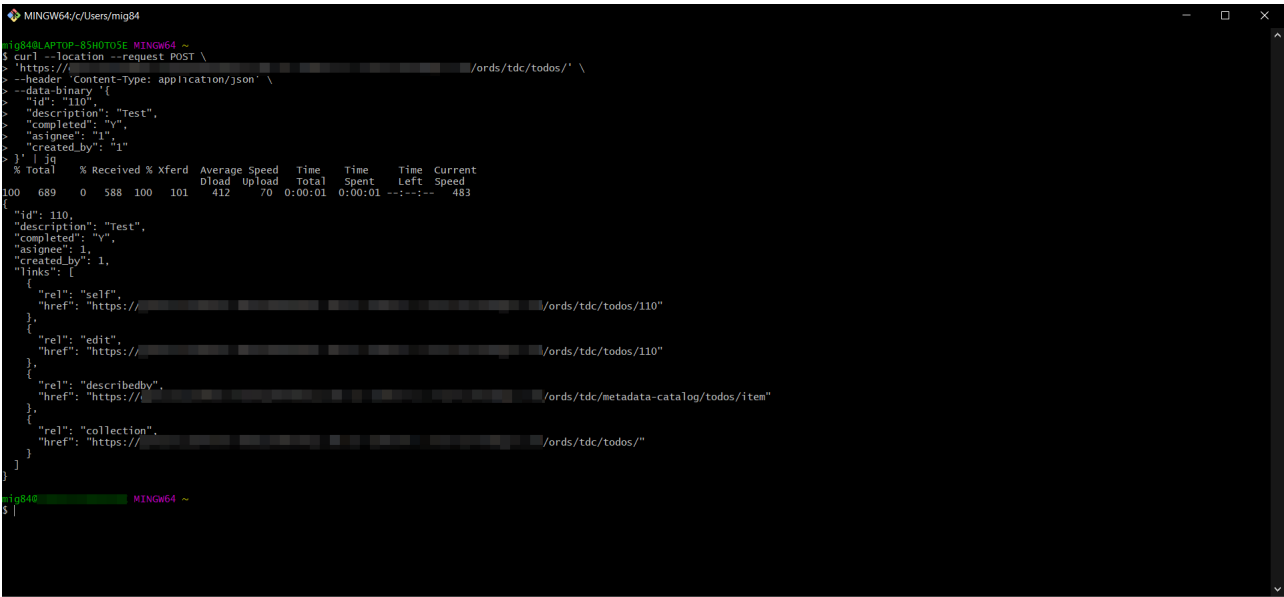 MINGW64:/c/Users/mig84
mig84@LAPTOP-85HOTO5E MINGW64 ~
$ curl --location --request POST \
> 'https:// /ords/tdc/todos/' \
> --header 'Content-Type: application/json' \
> --data-binary '{
>   "id": "110",
>   "description": "Test",
>   "completed": "Y",
>   "asignee": "1",
>   "created_by": "1"
> }' | jq
  % Total    % Received % Xferd  Average Speed   Time    Time     Time  Current
                                 Dload  Upload   Total   Spent    Left  Speed
100   689    0   588  100   101    412     70  0:00:01  0:00:01 --:--:--   483
{
  "id": 110,
  "description": "Test",
  "completed": "Y",
  "asignee": 1,
  "created_by": 1,
  "links": [
    {
      "rel": "self",
      "href": "https:// /ords/tdc/todos/110"
    },
    {
      "rel": "edit",
      "href": "https:// /ords/tdc/todos/110"
    },
    {
      "rel": "describedby",
      "href": "https:// /ords/tdc/metadata-catalog/todos/item"
    },
    {
      "rel": "collection",
      "href": "https:// /ords/tdc/todos/"
    }
  ]
}
mig84@ MINGW64 ~
$